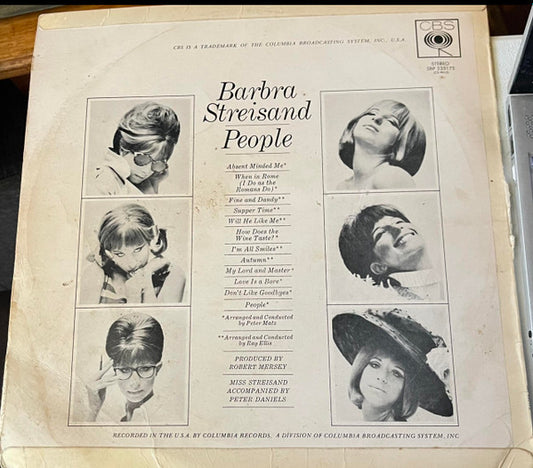 CBS IS A TRADEMARK OF THE COLUMBIA BROADCASTING SYSTEM, INC., U.S.A.
CBS
STEREO
Barbra
Streisand
People
Absent Minded Me*
When in Rome
(I Do as the
Romans Do)*
Fine and Dandy**
Supper Time**
Will He Like Me**
How Does the
Wine Taste?*
I'm All Smiles**
Autumn**
My Lord and Master*
Love Is a Bore*
Don't Like Goodbyes*
People*
*Arranged and Conducted
by Peter Matz
**Arranged and Conducted
by Ray Ellis
PRODUCED BY
ROBERT MERSEY
MISS STREISAND
ACCOMPANIED BY
PETER DANIELS
RECORDED IN THE U.S.A. BY COLUMBIA RECORDS, A DIVISION OF COLUMBIA BROADCASTING SYSTEM, INC